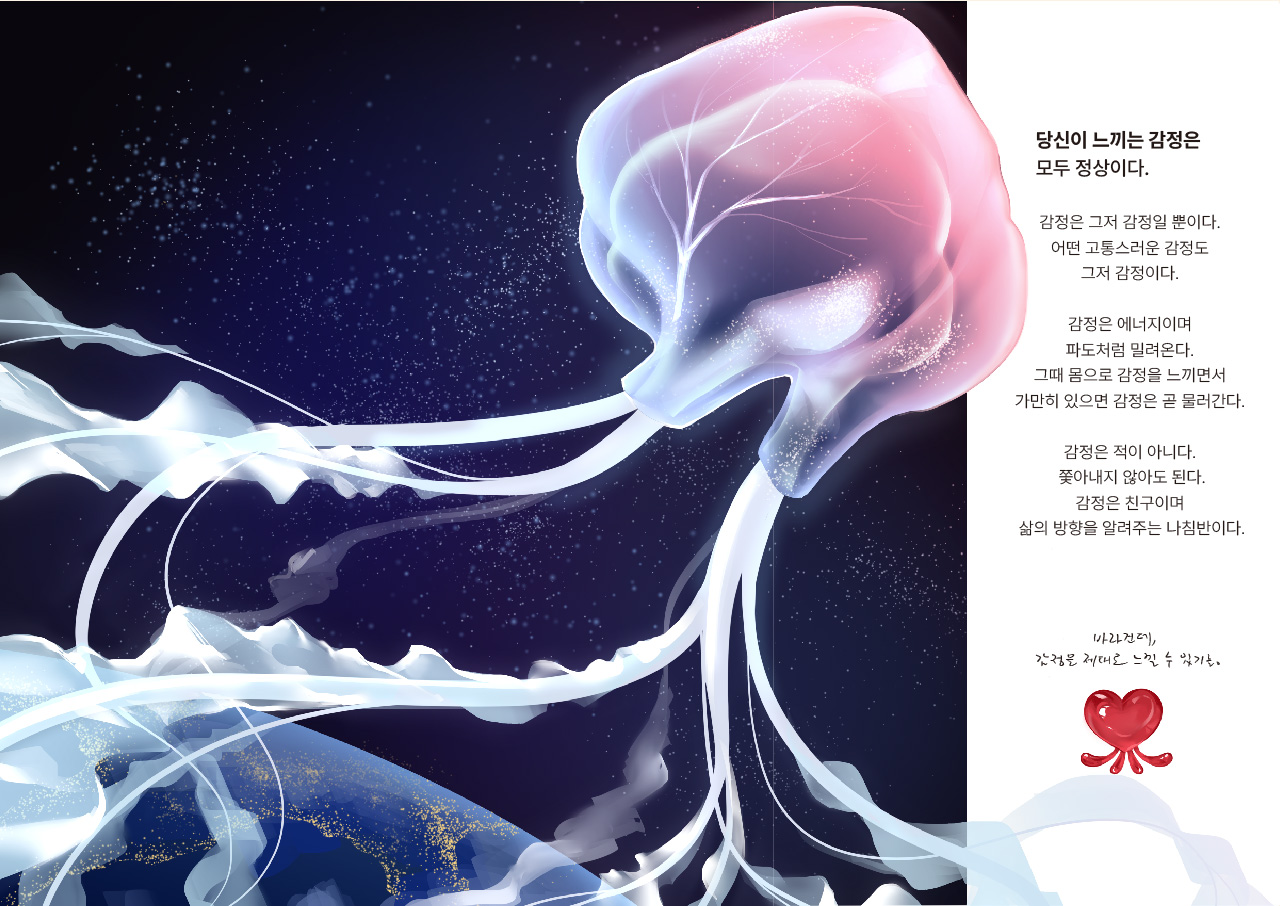 당신이 느끼는 감정은
모두 정상이다.
감정은 그저 감정일 뿐이다.
어떤 고통스러운 감정도
그저 감정이다.
감정은 에너지이며
파도처럼 밀려온다.
그때 몸으로 감정을 느끼면서
가만히 있으면 감정은 곧 물러간다.
감정은 적이 아니다.
쫓아내지 않아도 된다.
감정은 친구이며
삶의 방향을 알려주는 나침반이다.
바라건데,
감정을 제대로 느낄 수 있기를.